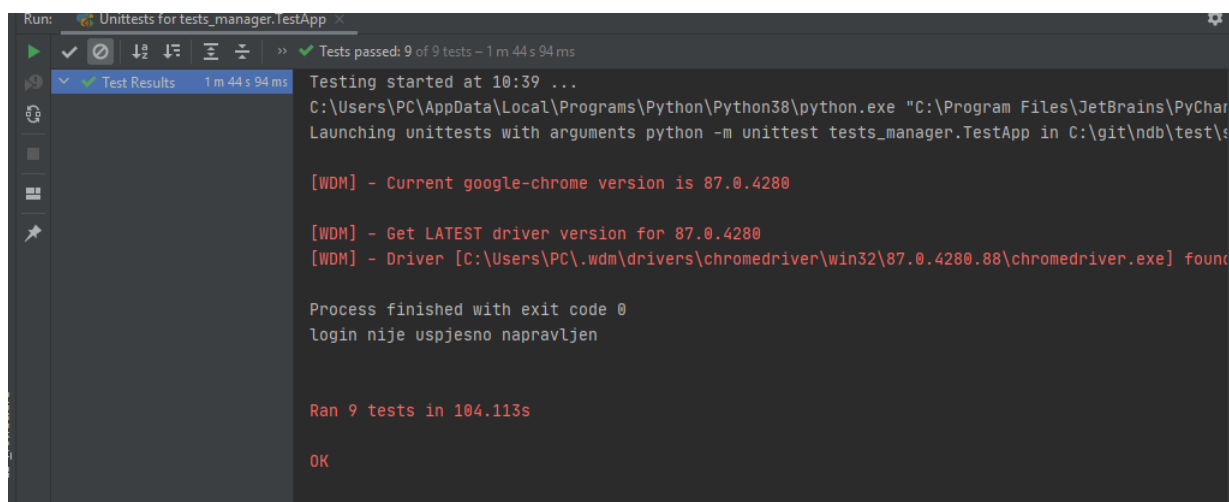 Run: Unittests for tests_manager.TestApp
Tests passed: 9 of 9 tests – 1 m 44 s 94 ms
Test Results 1 m 44 s 94 ms
Testing started at 10:39 ...
C:\Users\PC\AppData\Local\Programs\Python\Python38\python.exe "C:\Program Files\JetBrains\PyChar
Launching unittests with arguments python -m unittest tests_manager.TestApp in C:\git\ndb\test\s
[WDM] - Current google-chrome version is 87.0.4280
[WDM] - Get LATEST driver version for 87.0.4280
[WDM] - Driver [C:\Users\PC\.wdm\drivers\chromedriver\win32\87.0.4280.88\chromedriver.exe] found
Process finished with exit code 0
login nije uspjesno napravljen
Ran 9 tests in 104.113s
OK